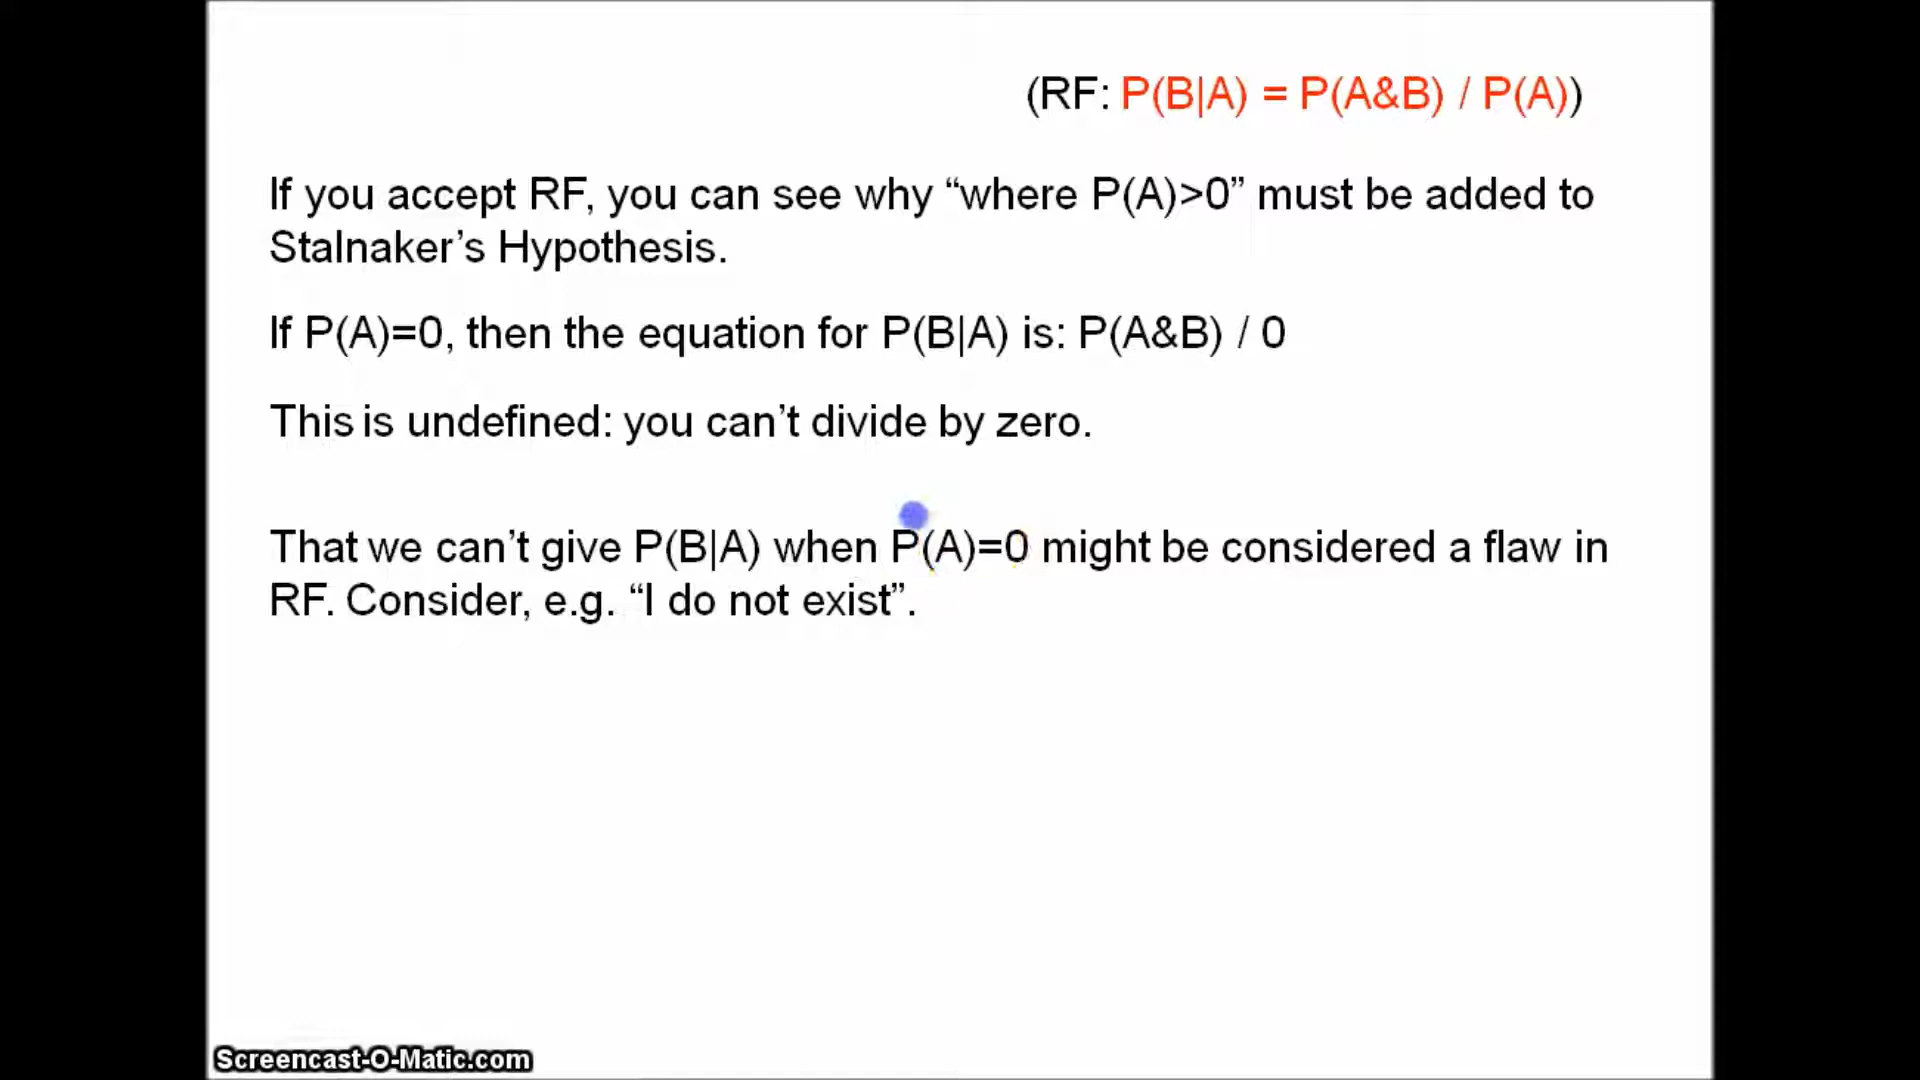 (RF: P(B|A) = P(A&B) / P(A))
If you accept RF, you can see why “where P(A)>0” must be added to
Stalnaker’s Hypothesis.
If P(A)=0, then the equation for P(B|A) is: P(A&B) / 0
This is undefined: you can’t divide by zero.
That we can’t give P(B|A) when P(A)=0 might be considered a flaw in
RF. Consider, e.g. “I do not exist”.
Screencast-O-Matic.com